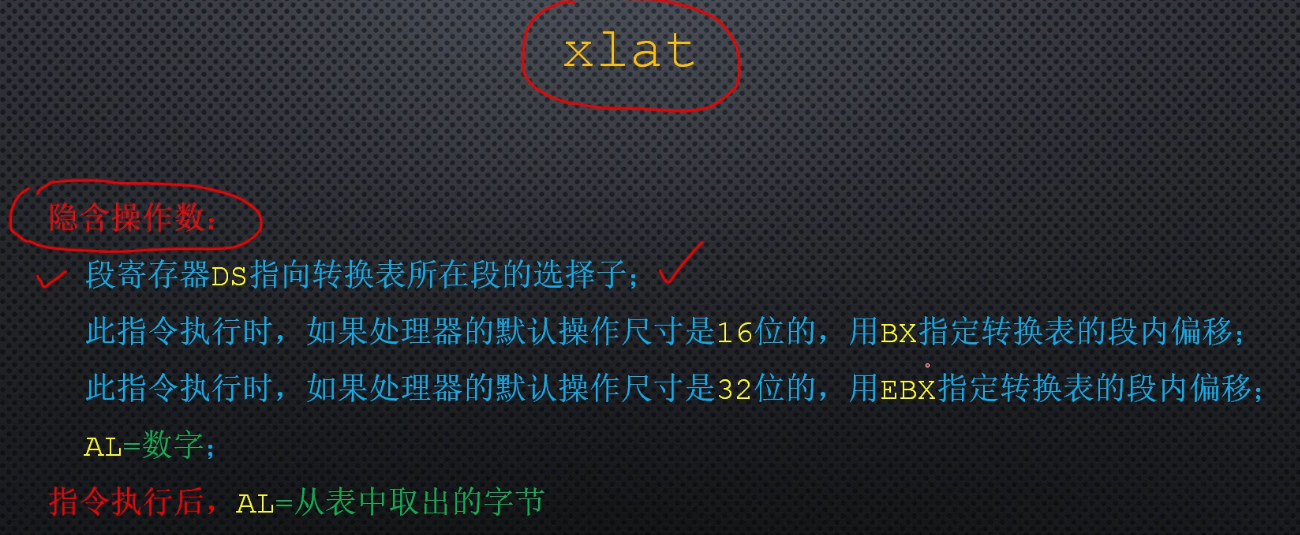 xlat
隐含操作数：
段寄存器DS指向转换表所在段的选择子；
此指令执行时，如果处理器的默认操作尺寸是16位的，用BX指定转换表的段内偏移；
此指令执行时，如果处理器的默认操作尺寸是32位的，用EBX指定转换表的段内偏移；
AL=数字；
指令执行后，AL=从表中取出的字节